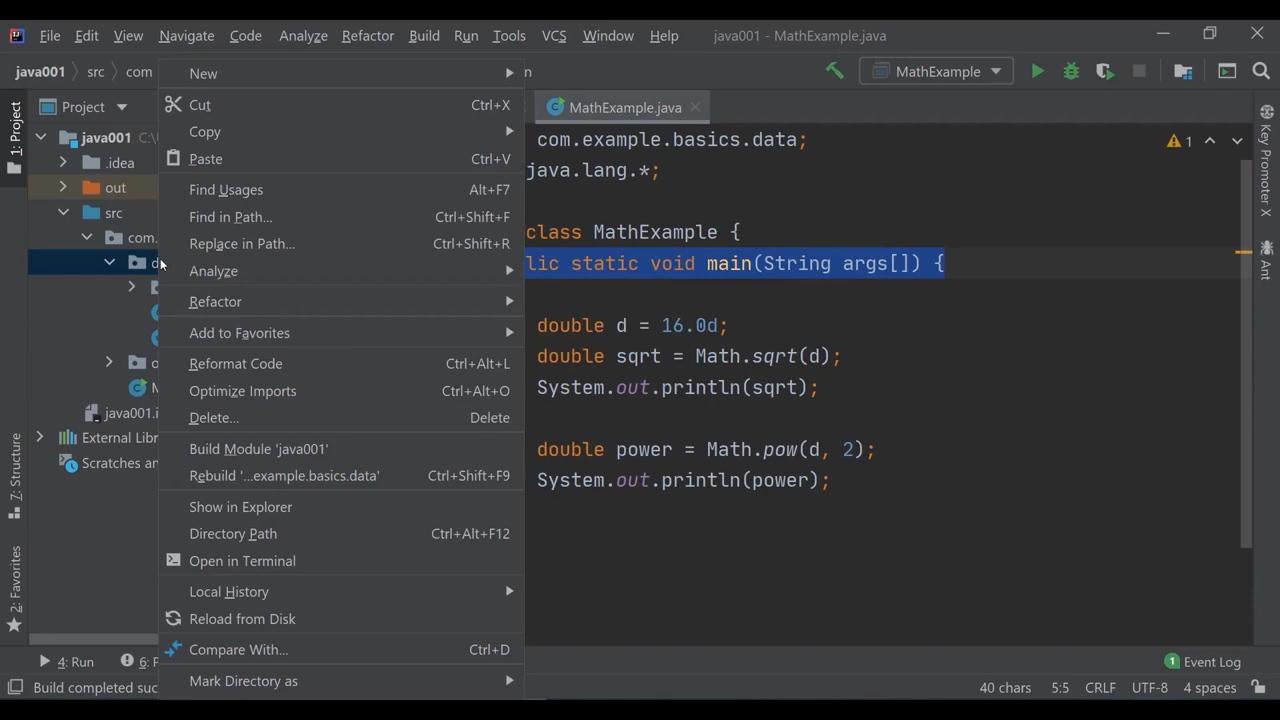 File Edit View Navigate Code Analyze Refactor Build Run Tools VCS Window Help java001 - MathExample.java
java001 src com MathExample
1: Project
Project
java001 C:\
.idea
out
src
com.
d
java001.i
External Lib
Scratches an
7: Structure
2: Favorites
New
Cut Ctrl+X
Copy
Paste Ctrl+V
Find Usages Alt+F7
Find in Path... Ctrl+Shift+F
Replace in Path... Ctrl+Shift+R
Analyze
Refactor
Add to Favorites
Reformat Code Ctrl+Alt+L
Optimize Imports Ctrl+Alt+O
Delete... Delete
Build Module 'java001'
Rebuild '...example.basics.data' Ctrl+Shift+F9
Show in Explorer
Directory Path Ctrl+Alt+F12
Open in Terminal
Local History
Reload from Disk
Compare With... Ctrl+D
Mark Directory as
MathExample.java
com.example.basics.data; 1
java.lang.*;
class MathExample {
lic static void main(String args[]) {
double d = 16.0d;
double sqrt = Math.sqrt(d);
System.out.println(sqrt);
double power = Math.pow(d, 2);
System.out.println(power);
Key Promoter X
Ant
4: Run 6: 1 Event Log
Build completed suc 40 chars 5:5 CRLF UTF-8 4 spaces